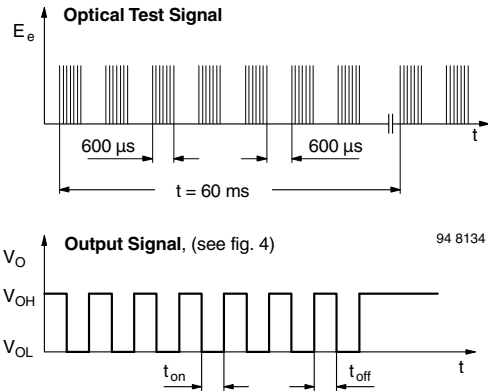 Optical Test Signal
E e
600 µs
600 µs
t
t = 60 ms
Output Signal, (see fig. 4)
94 8134
V O
V OH
V OL
t on
t off
t